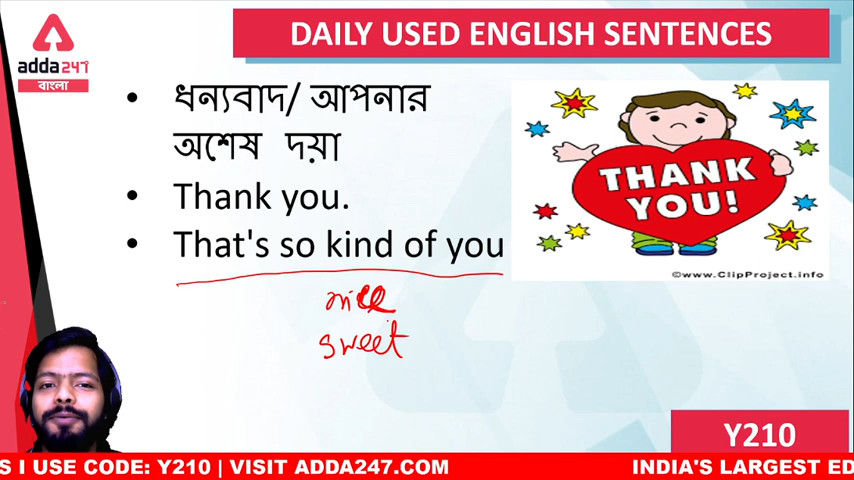 DAILY USED ENGLISH SENTENCES
adda247
বাংলা
• ধন্যবাদ/ আপনার
অশেষ দয়া
• Thank you.
• That's so kind of you
nice
sweet
THANK
YOU!
©www.ClipProject.info
Y210
S I USE CODE: Y210 | VISIT ADDA247.COM INDIA'S LARGEST ED